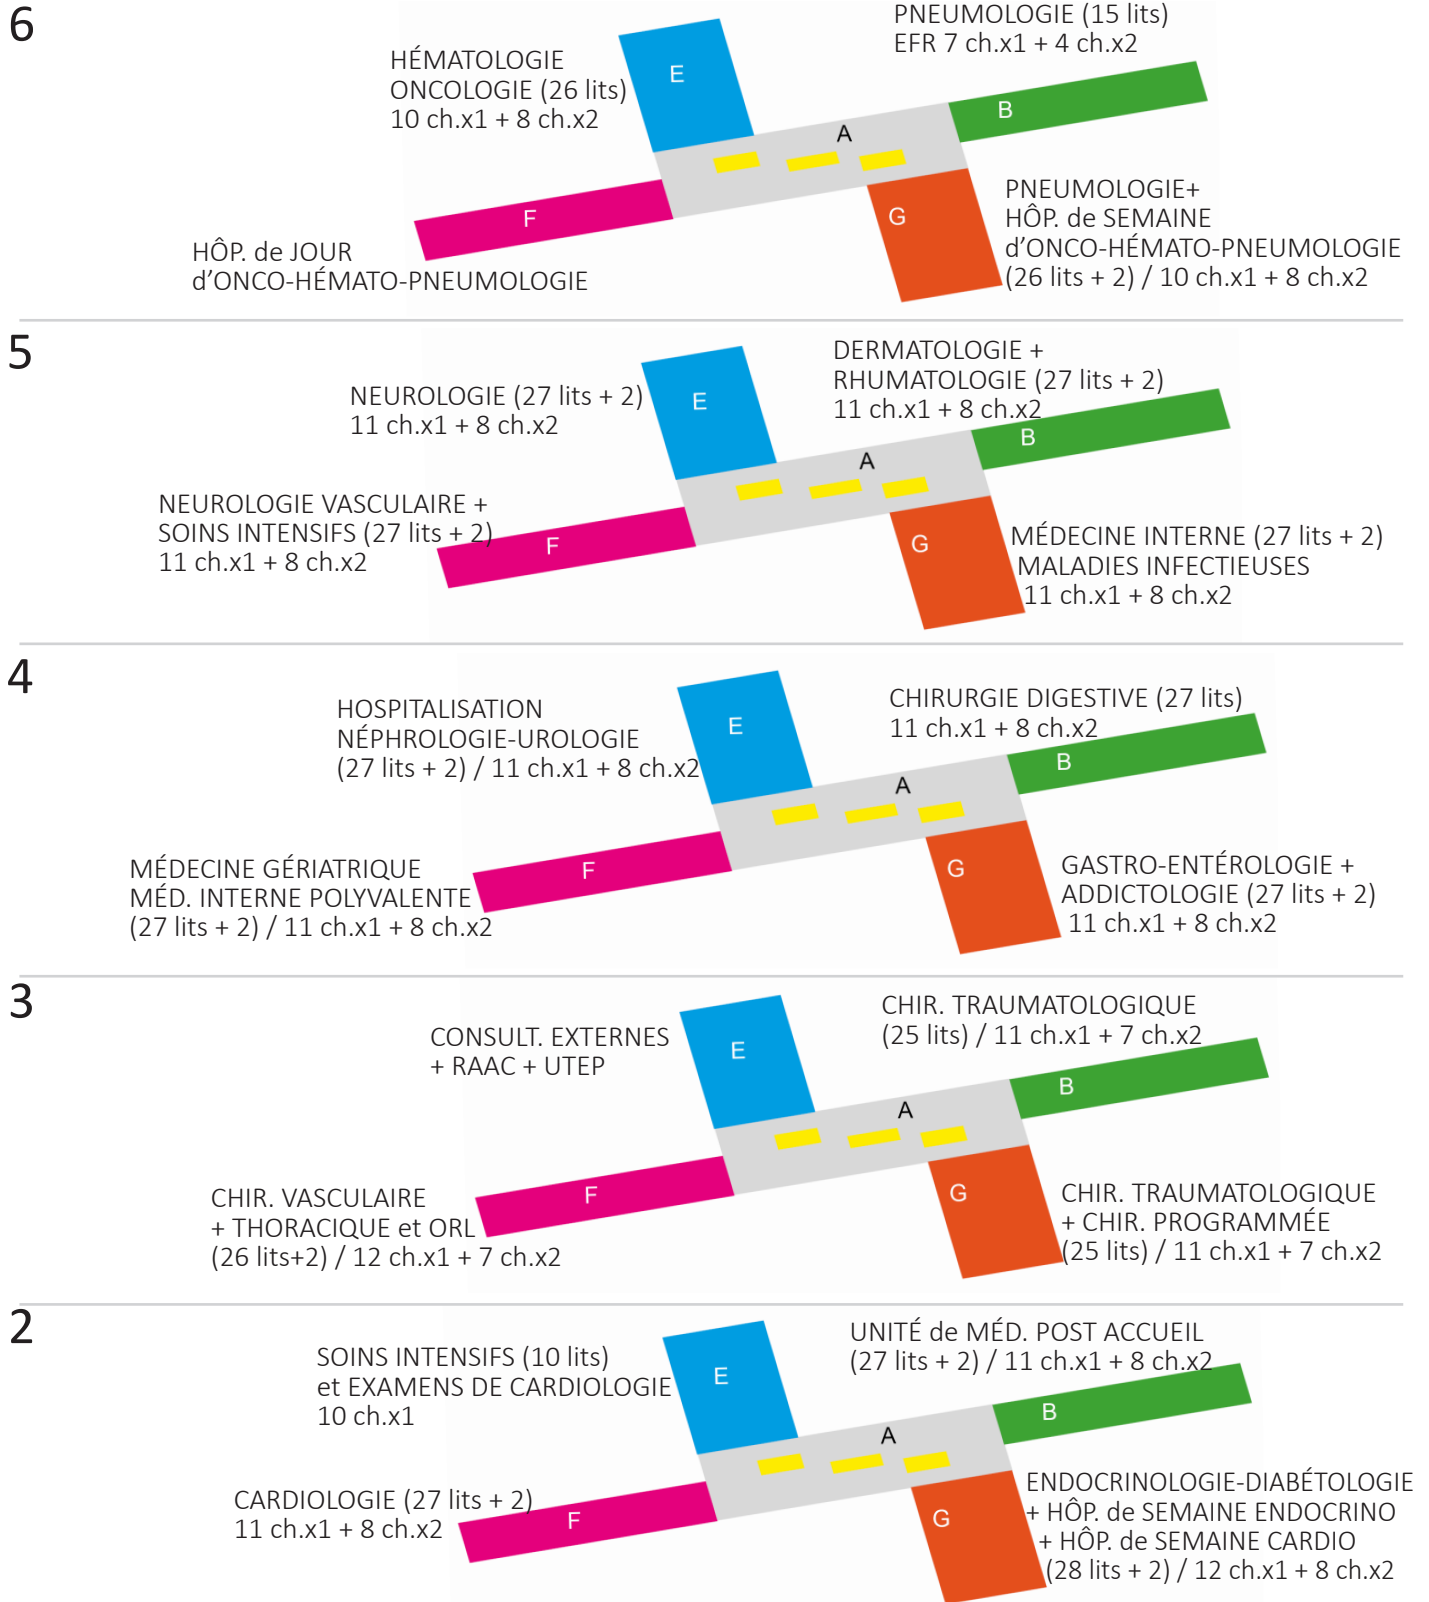 6
PNEUMOLOGIE (15 lits)
EFR 7 ch.x1 + 4 ch.x2
HÉMATOLOGIE
ONCOLOGIE (26 lits)
10 ch.x1 + 8 ch.x2
E
B
A
PNEUMOLOGIE+
HÔP. de SEMAINE
d'ONCO-HÉMATO-PNEUMOLOGIE
(26 lits + 2) / 10 ch.x1 + 8 ch.x2
G
F
HÔP. de JOUR
d'ONCO-HÉMATO-PNEUMOLOGIE
5
DERMATOLOGIE +
RHUMATOLOGIE (27 lits + 2)
11 ch.x1 + 8 ch.x2
NEUROLOGIE (27 lits + 2)
11 ch.x1 + 8 ch.x2
E
B
A
NEUROLOGIE VASCULAIRE +
SOINS INTENSIFS (27 lits + 2)
11 ch.x1 + 8 ch.x2
F
G
MÉDECINE INTERNE (27 lits + 2)
MALADIES INFECTIEUSES
11 ch.x1 + 8 ch.x2
4
HOSPITALISATION
NÉPHROLOGIE-UROLOGIE
(27 lits + 2) / 11 ch.x1 + 8 ch.x2
E
CHIRURGIE DIGESTIVE (27 lits)
11 ch.x1 + 8 ch.x2
B
A
MÉDECINE GÉRIATRIQUE
MÉD. INTERNE POLYVALENTE
(27 lits + 2) / 11 ch.x1 + 8 ch.x2
F
G
GASTRO-ENTÉROLOGIE +
ADDICTOLOGIE (27 lits + 2)
11 ch.x1 + 8 ch.x2
3
CHIR. TRAUMATOLOGIQUE
(25 lits) / 11 ch.x1 + 7 ch.x2
CONSULT. EXTERNES
+ RAAC + UTEP
E
B
A
CHIR. VASCULAIRE
+ THORACIQUE et ORL
(26 lits+2) / 12 ch.x1 + 7 ch.x2
F
G
CHIR. TRAUMATOLOGIQUE
+ CHIR. PROGRAMMÉE
(25 lits) / 11 ch.x1 + 7 ch.x2
2
UNITÉ de MÉD. POST ACCUEIL
(27 lits + 2) / 11 ch.x1 + 8 ch.x2
SOINS INTENSIFS (10 lits)
et EXAMENS DE CARDIOLOGIE
10 ch.x1
E
B
A
CARDIOLOGIE (27 lits + 2)
11 ch.x1 + 8 ch.x2
F
G
ENDOCRINOLOGIE-DIABÉTOLOGIE
+ HÔP. de SEMAINE ENDOCRINO
+ HÔP. de SEMAINE CARDIO
(28 lits + 2) / 12 ch.x1 + 8 ch.x2